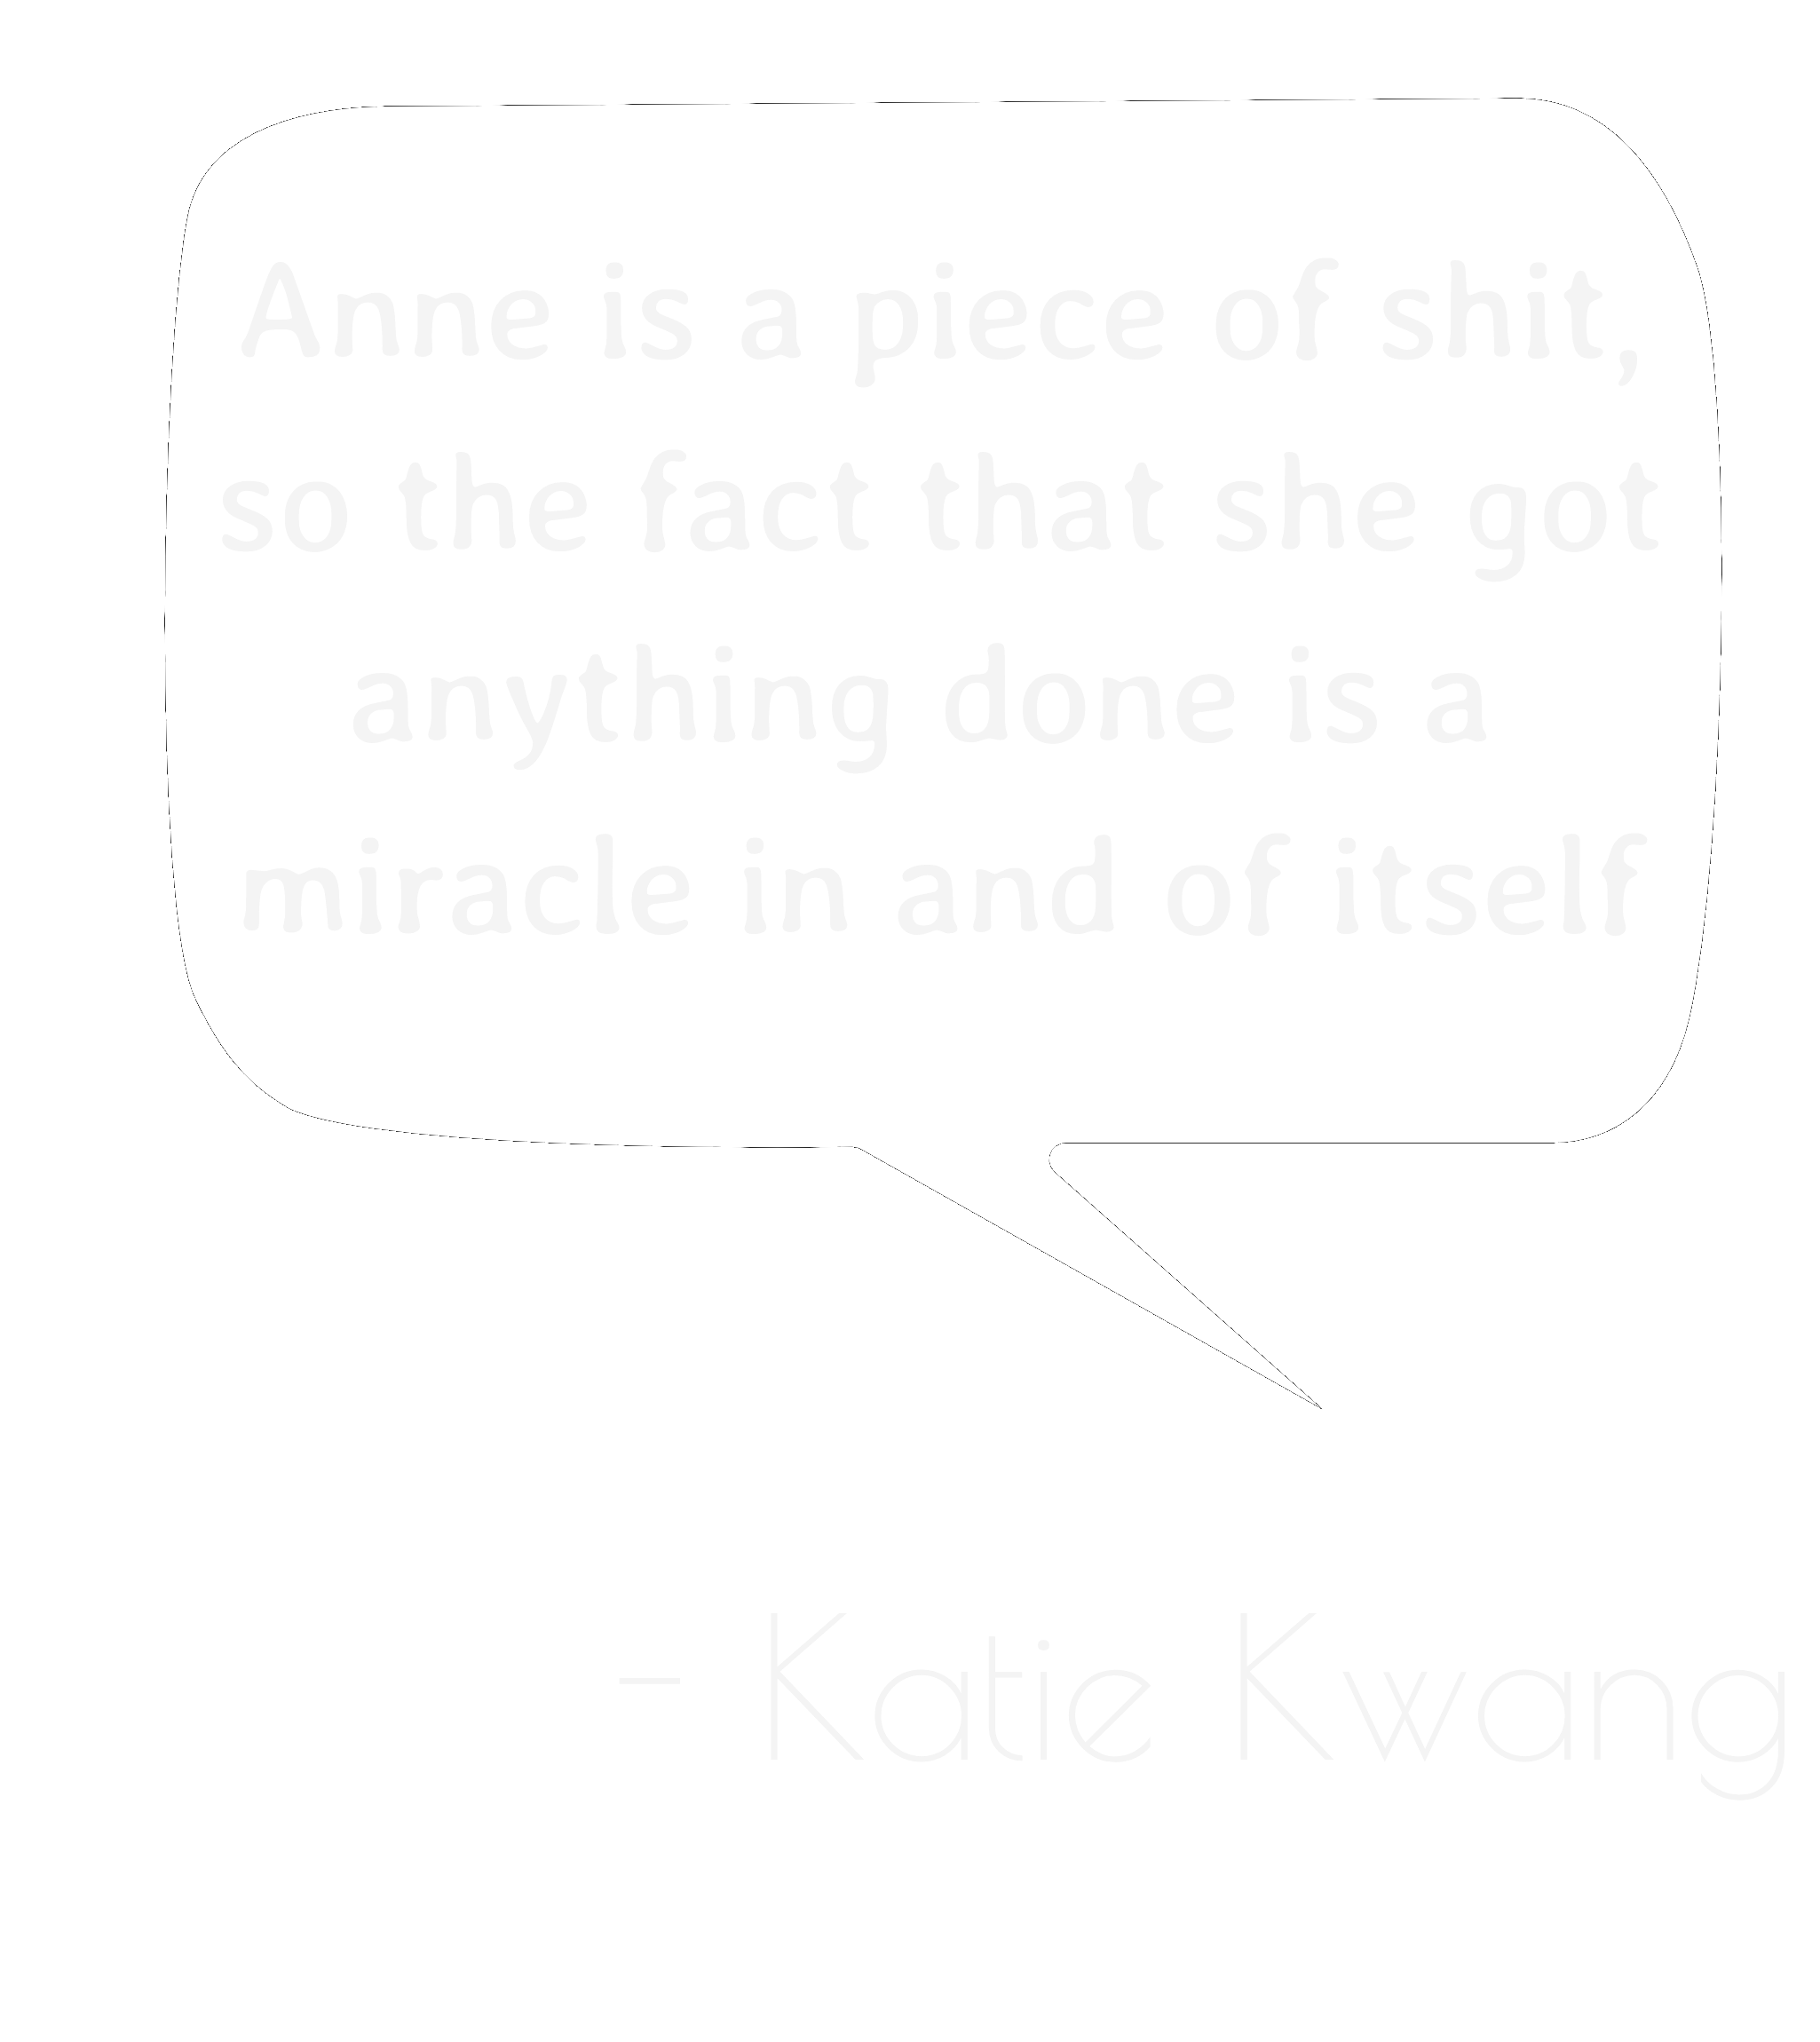 Anne is a piece of shit,
so the fact that she got
anything done is a
miracle in and of itself
- Katie Kwang